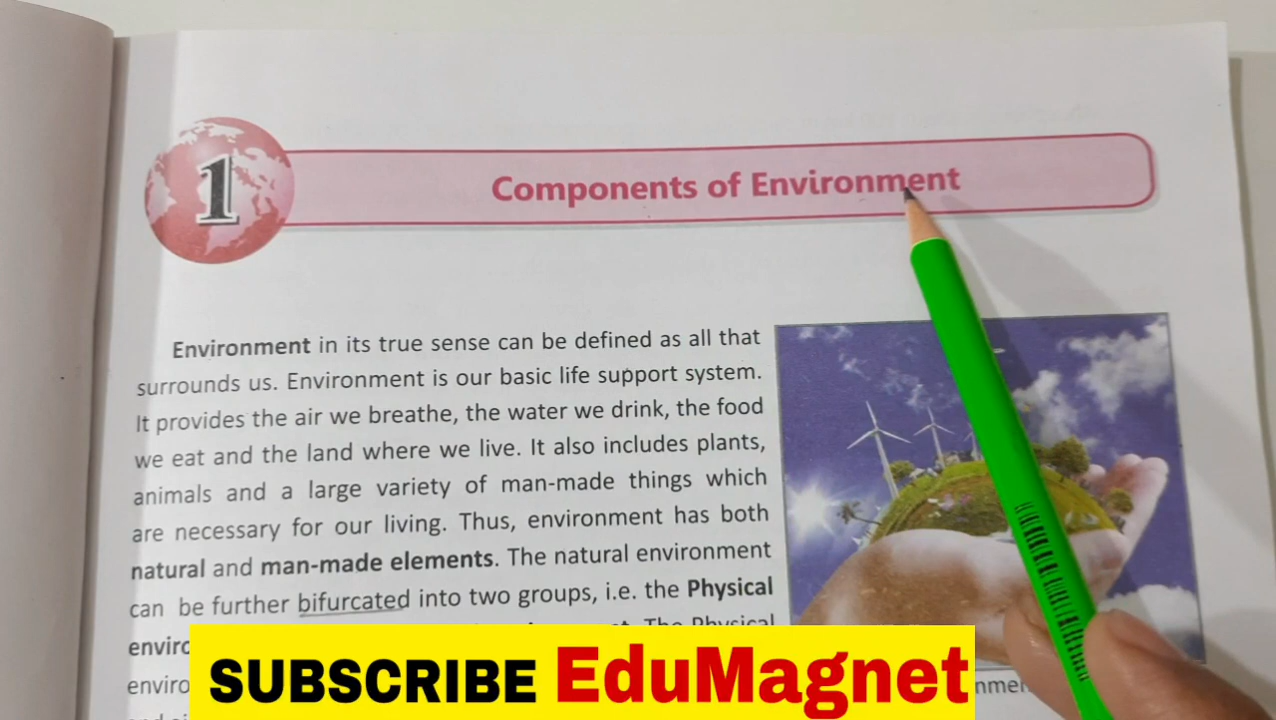 1
Components of Environment
Environment in its true sense can be defined as all that
surrounds us. Environment is our basic life support system.
It provides the air we breathe, the water we drink, the food
we eat and the land where we live. It also includes plants,
animals and a large variety of man-made things which
are necessary for our living. Thus, environment has both
natural and man-made elements. The natural environment
can be further bifurcated into two groups, i.e. the Physical
The Physical
SUBSCRIBE EduMagnet